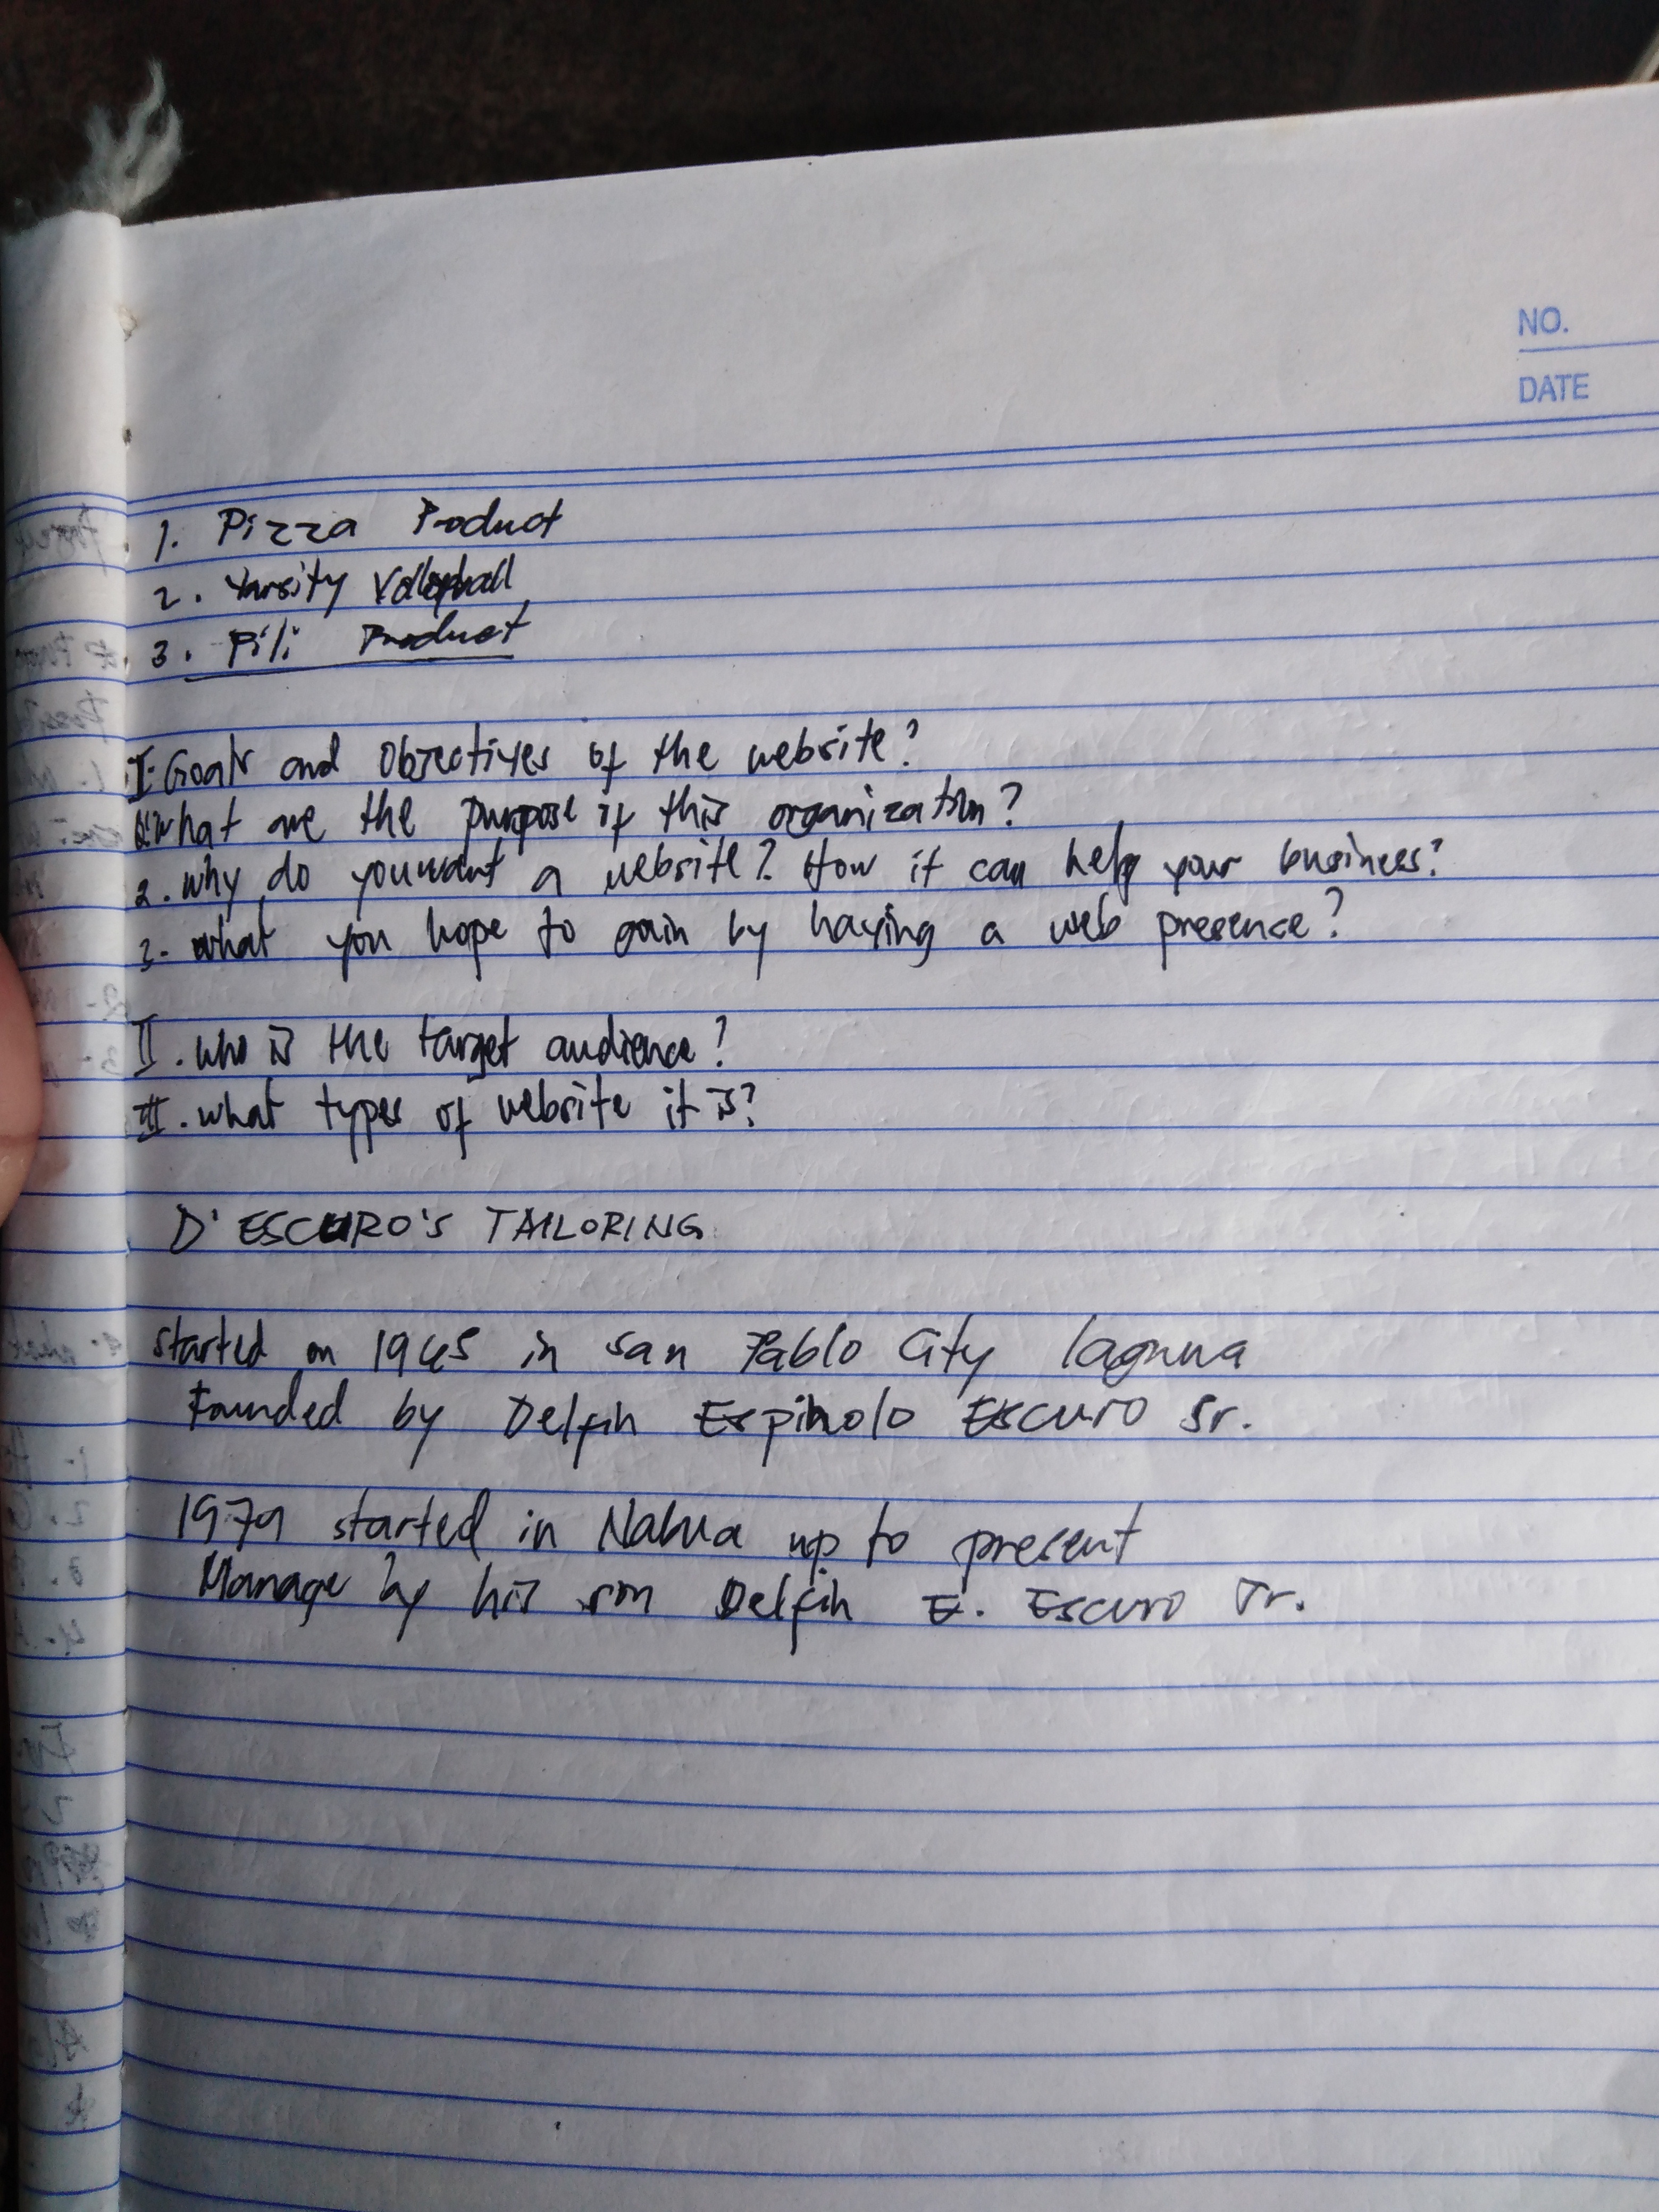 NO.
DATE
1. Pizza Product
2. Varsity Volleyball
3. Pili Product
I. Goals and Objectives of the website?
1. What are the purpose of this organization?
2. why do you want a website? How it can help your business?
3. what you hope to gain by having a web presence?
II. who is the target audience?
III. what types of website it is?
D'ESCURO'S TAILORING
started on 1945 in san Pablo City laguna
Founded by Delfin Espinolo Escuro Sr.
1979 started in Nabua up to present
Manage by his son Delfin E. Escuro Jr.